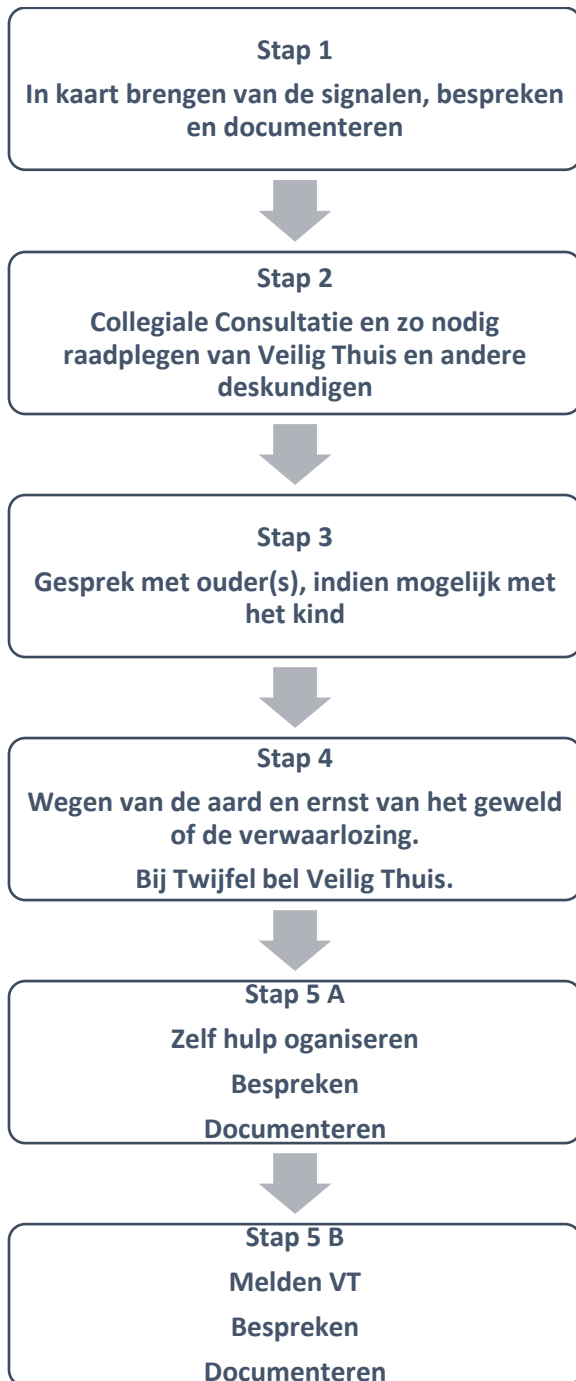 Stap 1
In kaart brengen van de signalen, bespreken
en documenteren
Stap 2
Collegiale Consultatie en zo nodig
raadplegen van Veilig Thuis en andere
deskundigen
Stap 3
Gesprek met ouder(s), indien mogelijk met
het kind
Stap 4
Wegen van de aard en ernst van het geweld
of de verwaarlozing.
Bij Twijfel bel Veilig Thuis.
Stap 5 A
Zelf hulp oganiseren
Bespreken
Documenteren
Stap 5 B
Melden VT
Bespreken
Documenteren